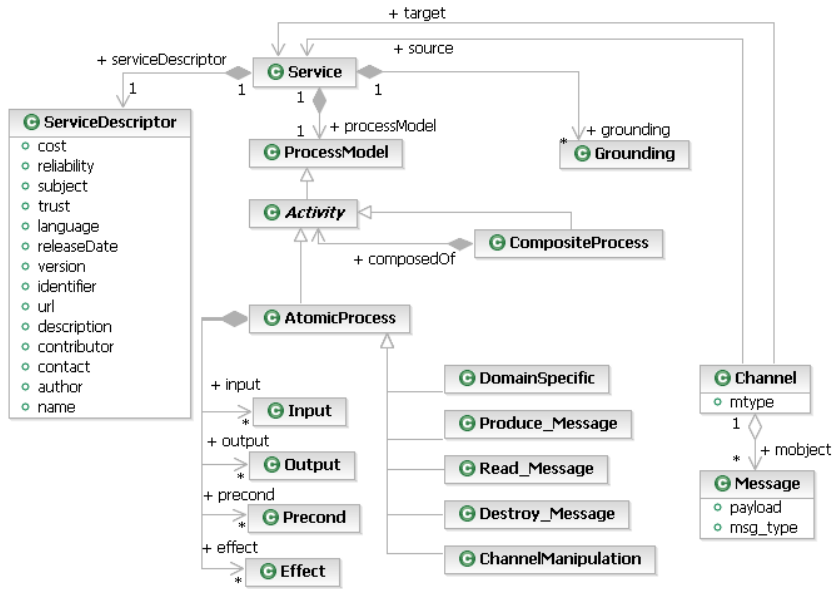 + target
+ source
+ serviceDescriptor
C Service
1
1
1
1
1
+ processModel
+ grounding
*
C ServiceDescriptor
cost
reliability
subject
trust
language
releaseDate
version
identifier
url
description
contributor
contact
author
name
C ProcessModel
C Grounding
C Activity
C CompositeProcess
+ composedOf
C AtomicProcess
+ input
*
C Input
+ output
*
C Output
+ precond
*
C Precond
+ effect
*
C Effect
C DomainSpecific
C Produce_Message
C Read_Message
C Destroy_Message
C ChannelManipulation
C Channel
mtype
1
+ mobject
*
C Message
payload
msg_type